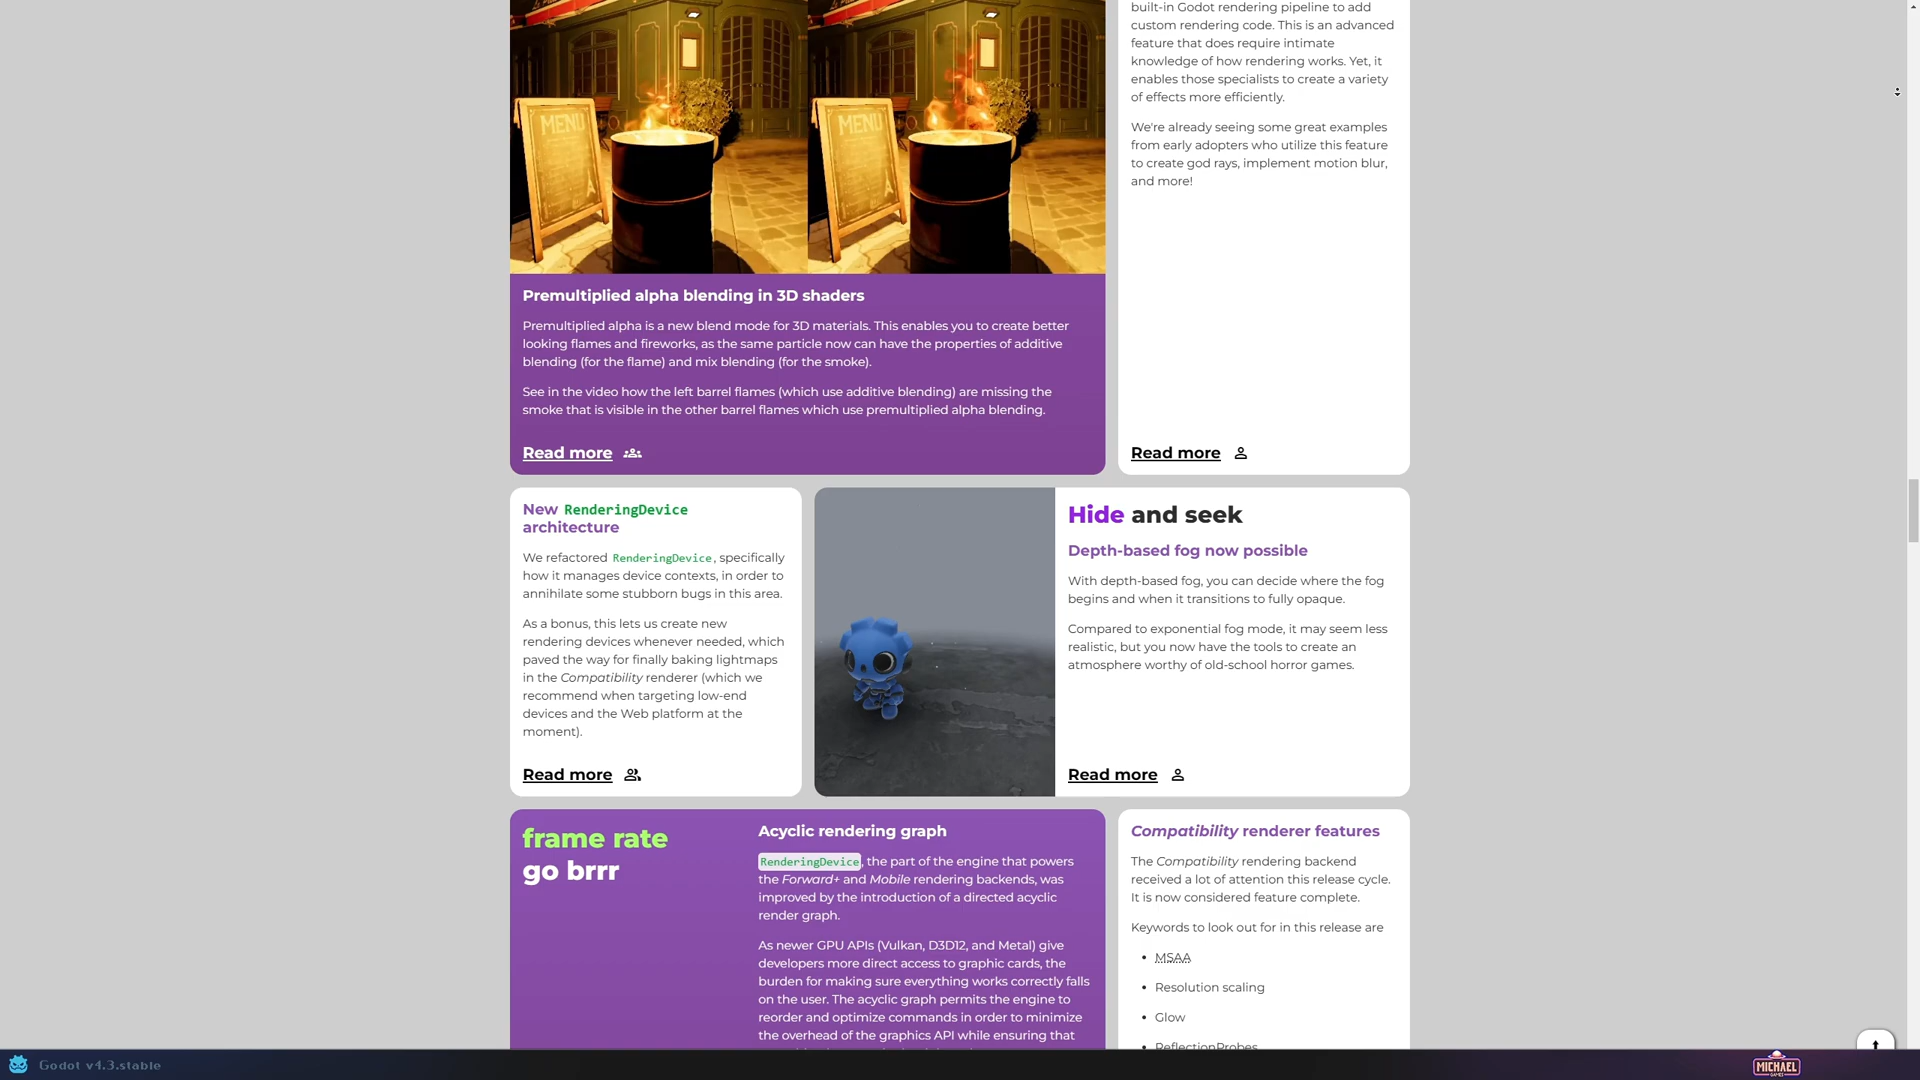 MENU
MENU
Premultiplied alpha blending in 3D shaders
Premultiplied alpha is a new blend mode for 3D materials. This enables you to create better
looking flames and fireworks, as the same particle now can have the properties of additive
blending (for the flame) and mix blending (for the smoke).
See in the video how the left barrel flames (which use additive blending) are missing the
smoke that is visible in the other barrel flames which use premultiplied alpha blending.
Read more
built-in Godot rendering pipeline to add
custom rendering code. This is an advanced
feature that does require intimate
knowledge of how rendering works. Yet, it
enables those specialists to create a variety
of effects more efficiently.
We're already seeing some great examples
from early adopters who utilize this feature
to create god rays, implement motion blur,
and more!
Read more
New RenderingDevice
architecture
We refactored RenderingDevice, specifically
how it manages device contexts, in order to
annihilate some stubborn bugs in this area.
As a bonus, this lets us create new
rendering devices whenever needed, which
paved the way for finally baking lightmaps
in the Compatibility renderer (which we
recommend when targeting low-end
devices and the Web platform at the
moment).
Read more
Hide and seek
Depth-based fog now possible
With depth-based fog, you can decide where the fog
begins and when it transitions to fully opaque.
Compared to exponential fog mode, it may seem less
realistic, but you now have the tools to create an
atmosphere worthy of old-school horror games.
Read more
frame rate
go brrr
Acyclic rendering graph
RenderingDevice, the part of the engine that powers
the Forward+ and Mobile rendering backends, was
improved by the introduction of a directed acyclic
render graph.
As newer GPU APIs (Vulkan, D3D12, and Metal) give
developers more direct access to graphic cards, the
burden for making sure everything works correctly falls
on the user. The acyclic graph permits the engine to
reorder and optimize commands in order to minimize
the overhead of the graphics API while ensuring that
Compatibility renderer features
The Compatibility rendering backend
received a lot of attention this release cycle.
It is now considered feature complete.
Keywords to look out for in this release are
• MSAA
• Resolution scaling
• Glow
• ReflectionProbes
Godot v4.3.stable
MICHAEL
GAMES